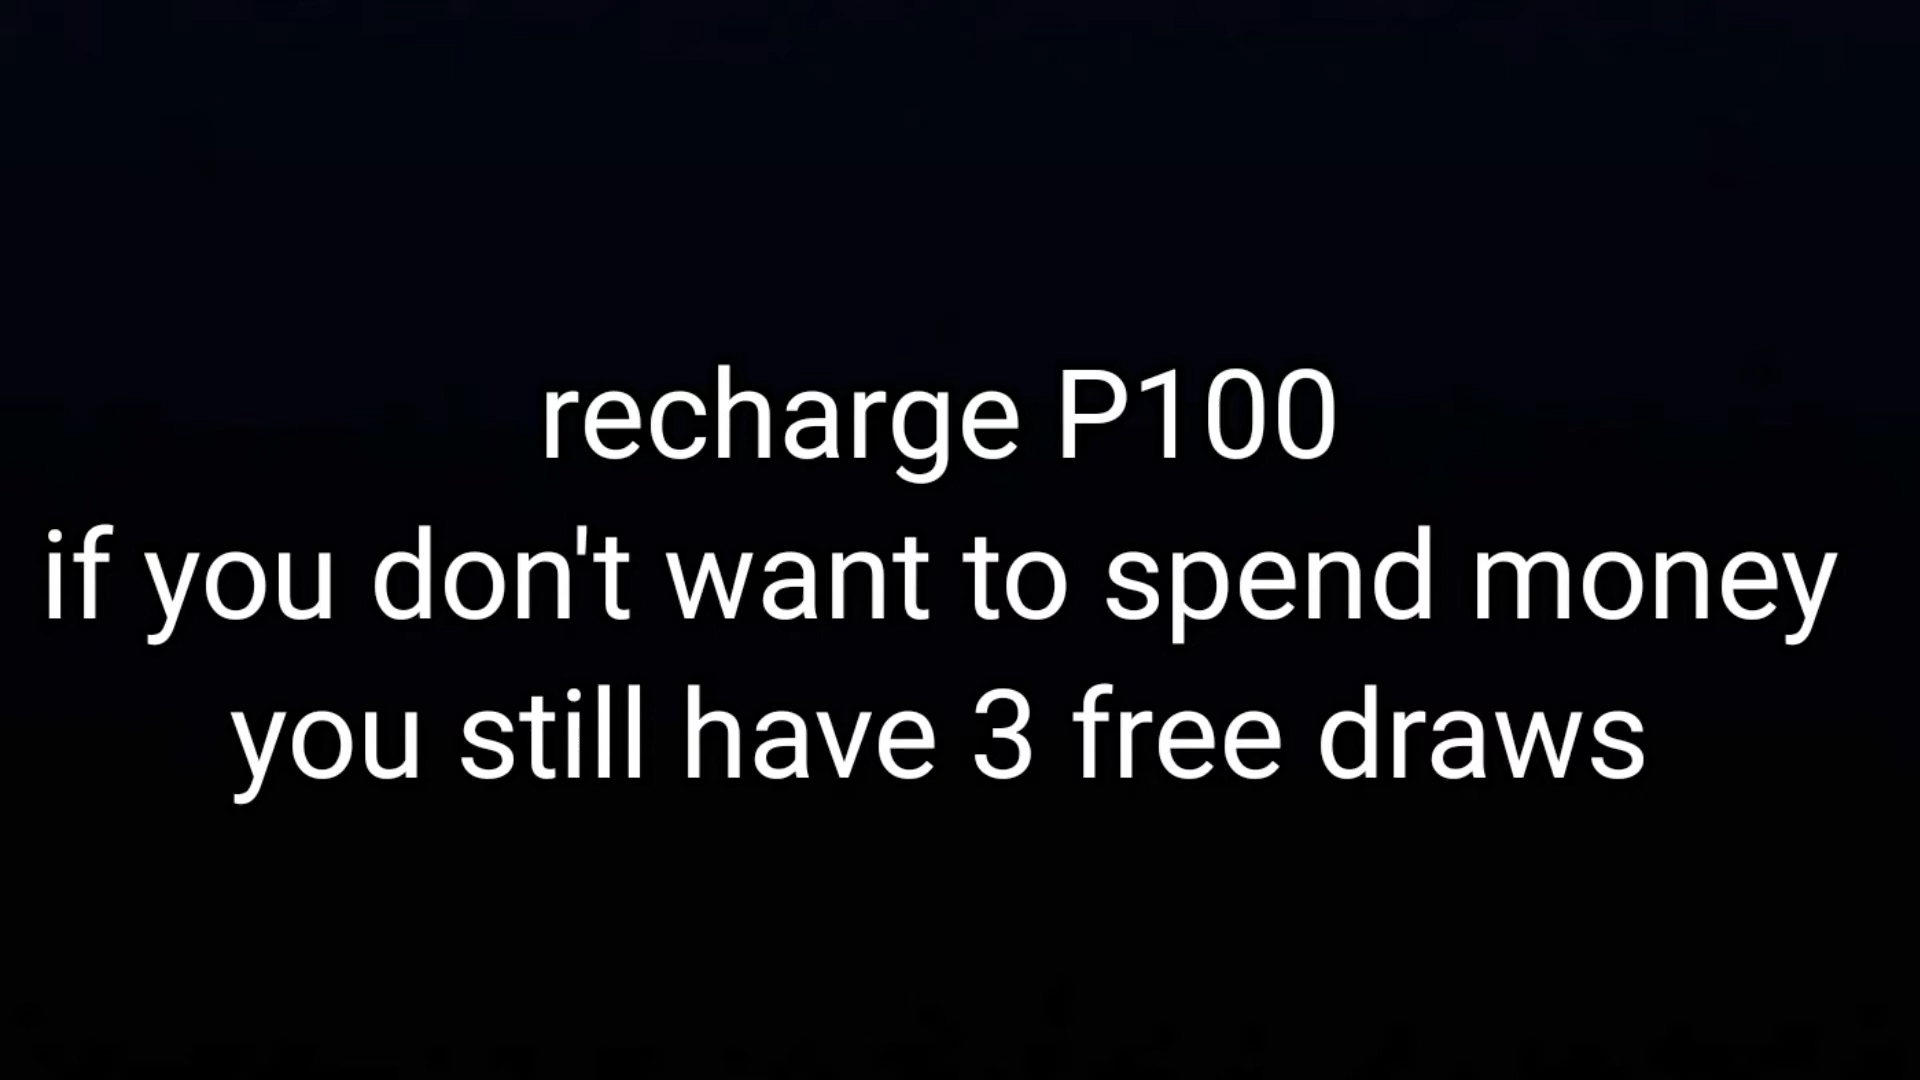 recharge P100
if you don't want to spend money
you still have 3 free draws